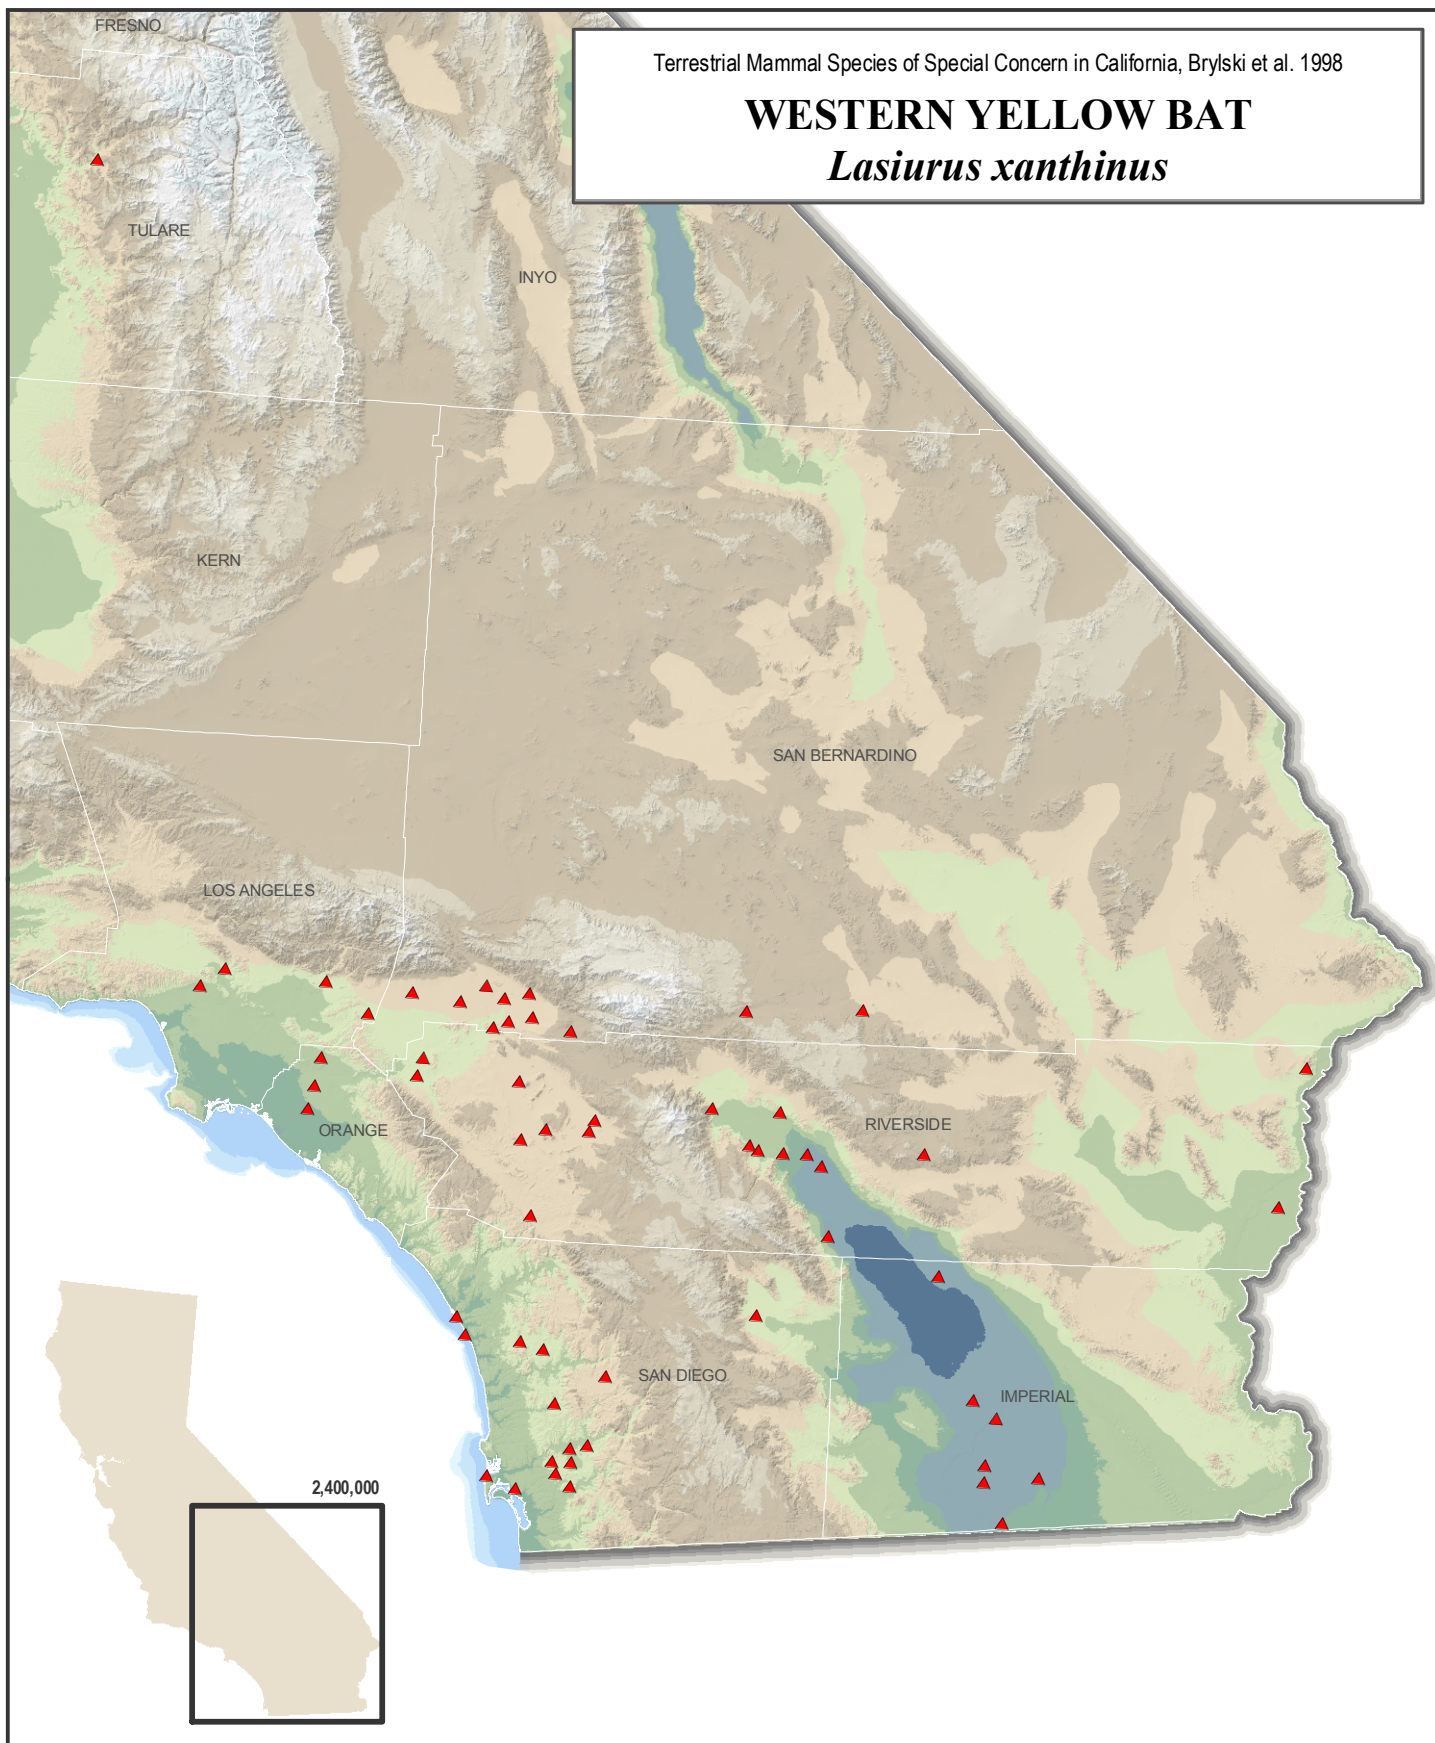 FRESNO
Terrestrial Mammal Species of Special Concern in California, Brylski et al. 1998
WESTERN YELLOW BAT
Lasiurus xanthinus
TULARE
INYO
KERN
SAN BERNARDINO
LOS ANGELES
RIVERSIDE
ORANGE
SAN DIEGO
IMPERIAL
2,400,000